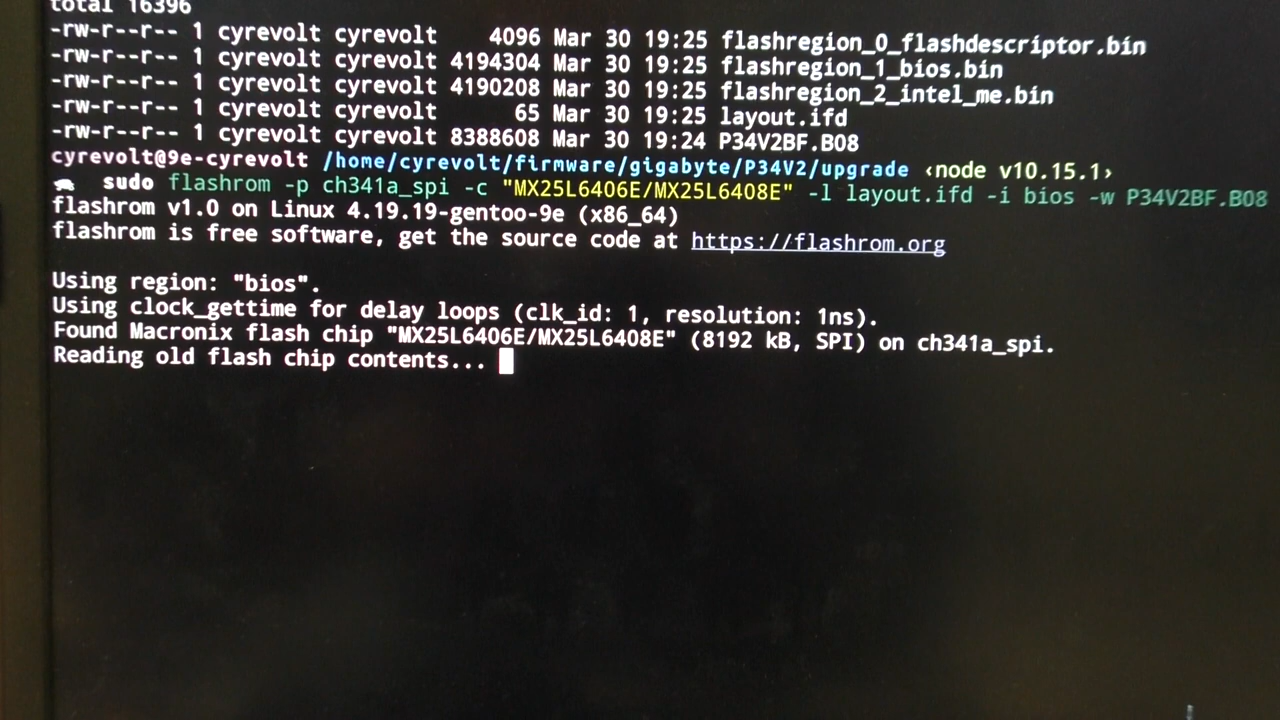 total 16396
-rw-r--r-- 1 cyrevolt cyrevolt    4096 Mar 30 19:25 flashregion_0_flashdescriptor.bin
-rw-r--r-- 1 cyrevolt cyrevolt 4194304 Mar 30 19:25 flashregion_1_bios.bin
-rw-r--r-- 1 cyrevolt cyrevolt 4190208 Mar 30 19:25 flashregion_2_intel_me.bin
-rw-r--r-- 1 cyrevolt cyrevolt      65 Mar 30 19:25 layout.ifd
-rw-r--r-- 1 cyrevolt cyrevolt 8388608 Mar 30 19:24 P34V2BF.B08
cyrevolt@9e-cyrevolt /home/cyrevolt/firmware/gigabyte/P34V2/upgrade ‹node v10.15.1›
sudo flashrom -p ch341a_spi -c "MX25L6406E/MX25L6408E" -l layout.ifd -i bios -w P34V2BF.B08
flashrom v1.0 on Linux 4.19.19-gentoo-9e (x86_64)
flashrom is free software, get the source code at https://flashrom.org
Using region: "bios".
Using clock_gettime for delay loops (clk_id: 1, resolution: 1ns).
Found Macronix flash chip "MX25L6406E/MX25L6408E" (8192 kB, SPI) on ch341a_spi.
Reading old flash chip contents...